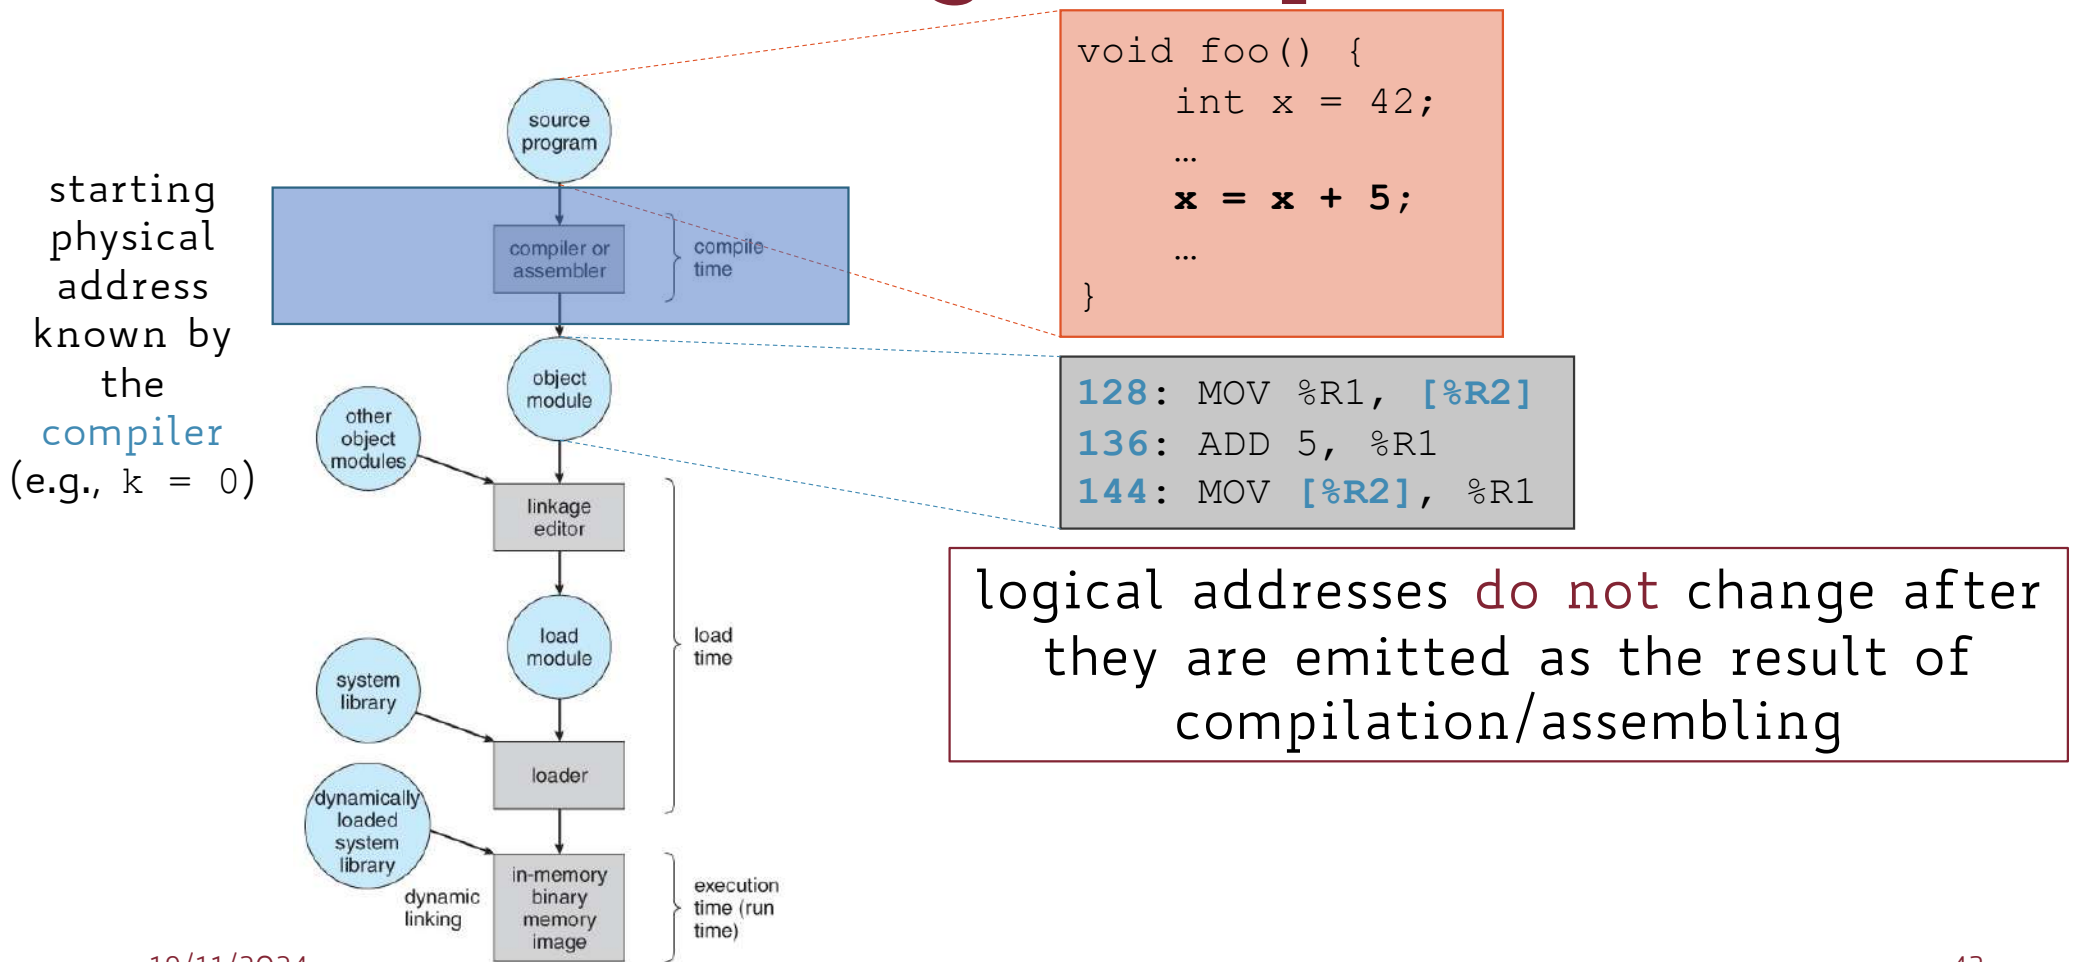 starting
physical
address
known by
the
compiler
(e.g., k = 0)
source
program
compiler or
assembler
compile
time
object
module
other
object
modules
linkage
editor
load
module
load
time
system
library
loader
dynamically
loaded
system
library
dynamic
linking
in-memory
binary
memory
image
execution
time (run
time)
void foo() {
int x = 42;
…
x = x + 5;
…
}
128: MOV %R1, [%R2]
136: ADD 5, %R1
144: MOV [%R2], %R1
logical addresses do not change after
they are emitted as the result of
compilation/assembling